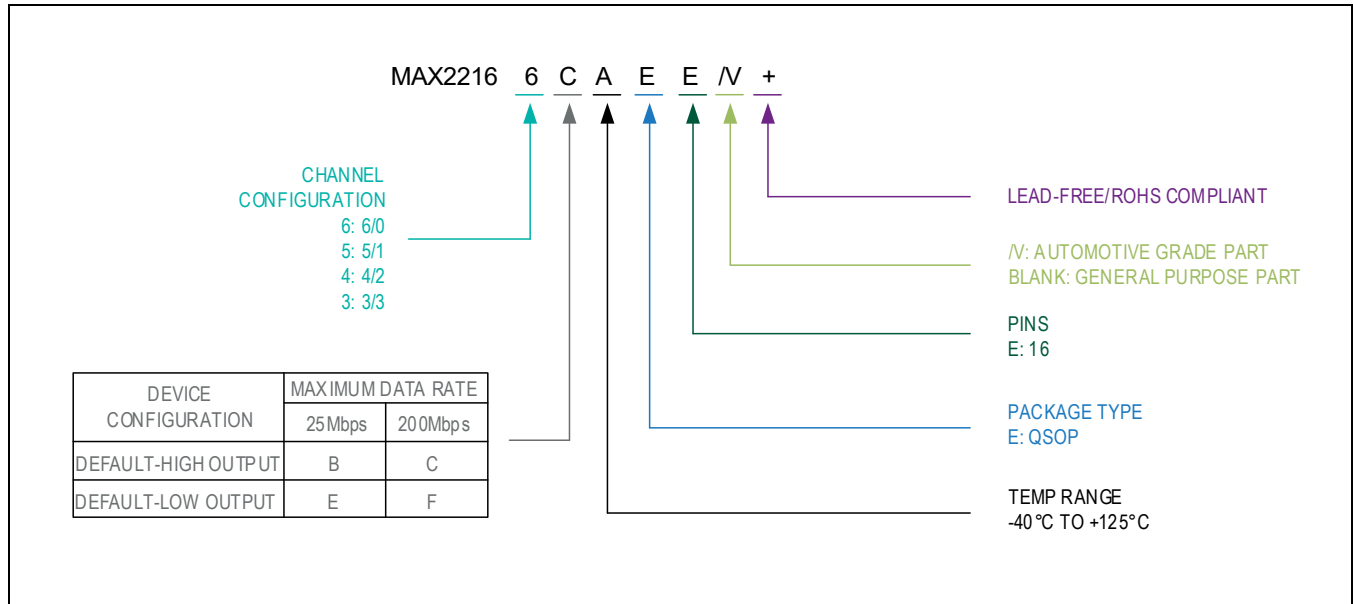 MAX2216 6 C A E E /V +
CHANNEL
CONFIGURATION
6: 6/0
5: 5/1
4: 4/2
3: 3/3
LEAD-FREE/ROHS COMPLIANT
/V: AUTOMOTIVE GRADE PART
BLANK: GENERAL PURPOSE PART
PINS
E: 16
PACKAGE TYPE
E: QSOP
TEMP RANGE
-40°C TO +125°C
DEVICE
CONFIGURATION
MAXIMUM DATA RATE
25Mbps 200Mbps
DEFAULT-HIGH OUTPUT B C
DEFAULT-LOW OUTPUT E F